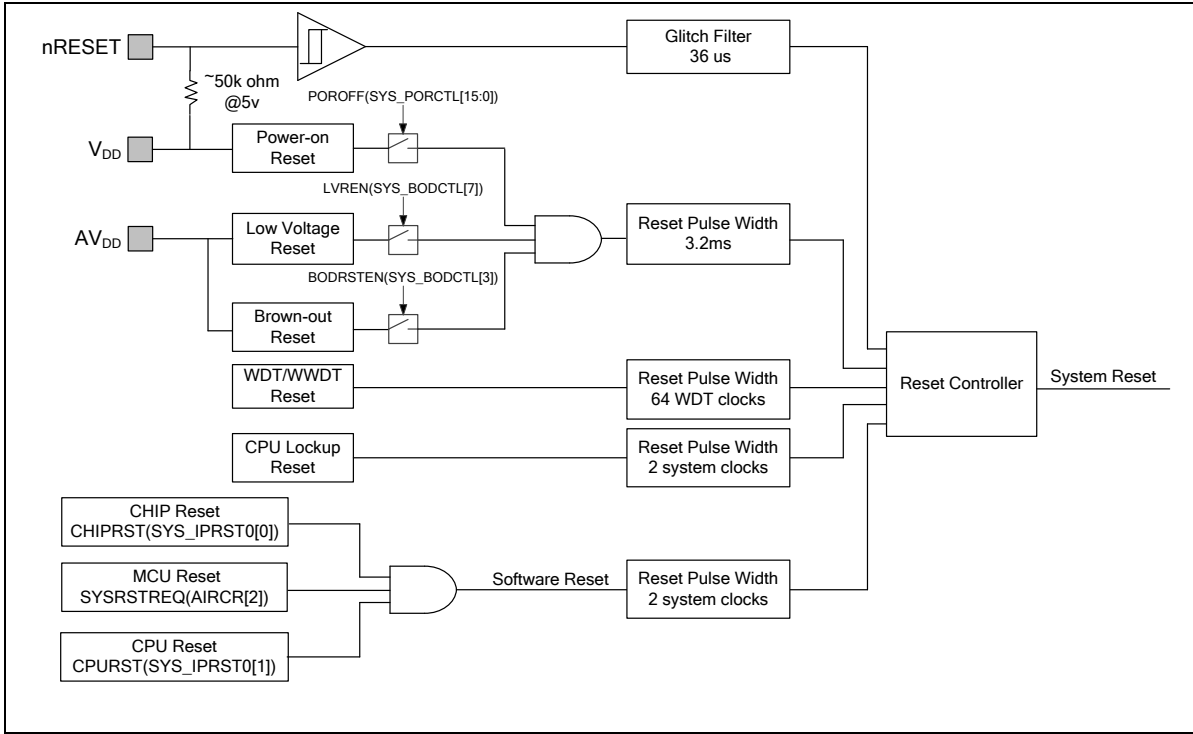 nRESET
Glitch Filter
36 us
~50k ohm
@5v
POROFF(SYS_PORCTL[15:0])
VDD
Power-on
Reset
LVREN(SYS_BODCTL[7])
AVDD
Low Voltage
Reset
Reset Pulse Width
3.2ms
BODRSTEN(SYS_BODCTL[3])
Brown-out
Reset
WDT/WWDT
Reset
Reset Pulse Width
64 WDT clocks
Reset Controller
System Reset
CPU Lockup
Reset
Reset Pulse Width
2 system clocks
CHIP Reset
CHIPRST(SYS_IPRST0[0])
MCU Reset
SYSRSTREQ(AIRCR[2])
Software Reset
Reset Pulse Width
2 system clocks
CPU Reset
CPURST(SYS_IPRST0[1])